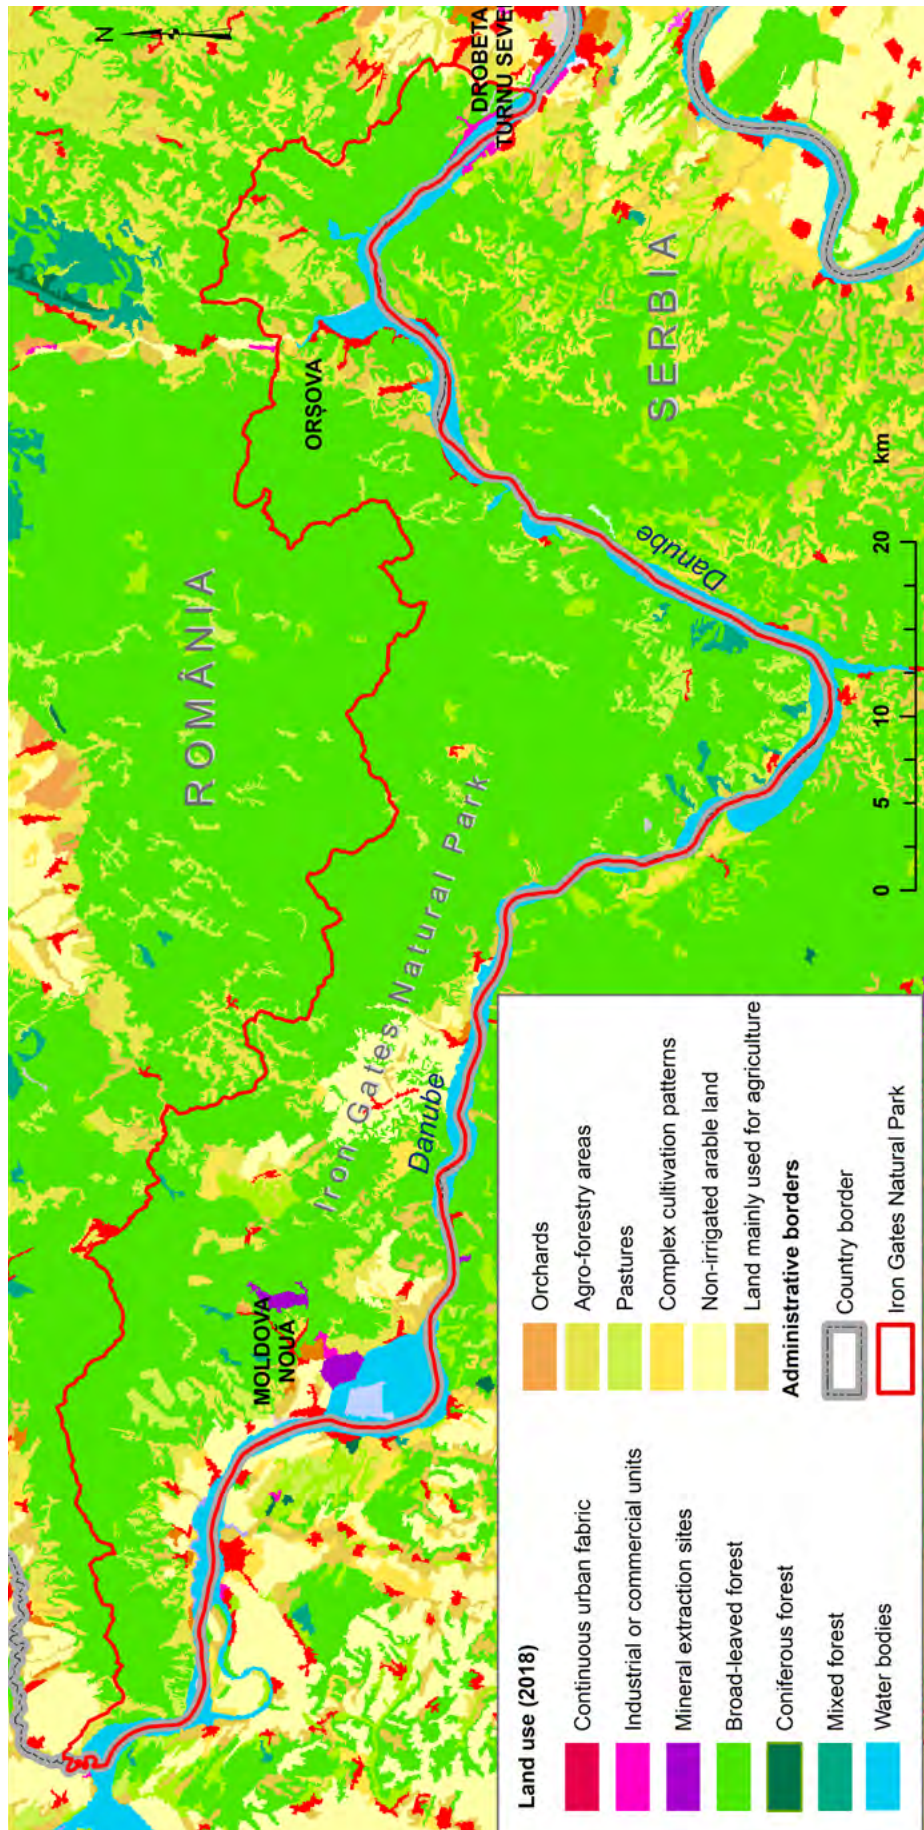 N
DROBETA
TURNU SEVE
ORȘOVA
ROMÂNIA
SERBIA
Danube
Iron Gates Natural Park
Danube
MOLDOVA
NOUĂ
0 5 10 20 km
Land use (2018)
Continuous urban fabric
Industrial or commercial units
Mineral extraction sites
Broad-leaved forest
Coniferous forest
Mixed forest
Water bodies
Orchards
Agro-forestry areas
Pastures
Complex cultivation patterns
Non-irrigated arable land
Land mainly used for agriculture
Administrative borders
Country border
Iron Gates Natural Park